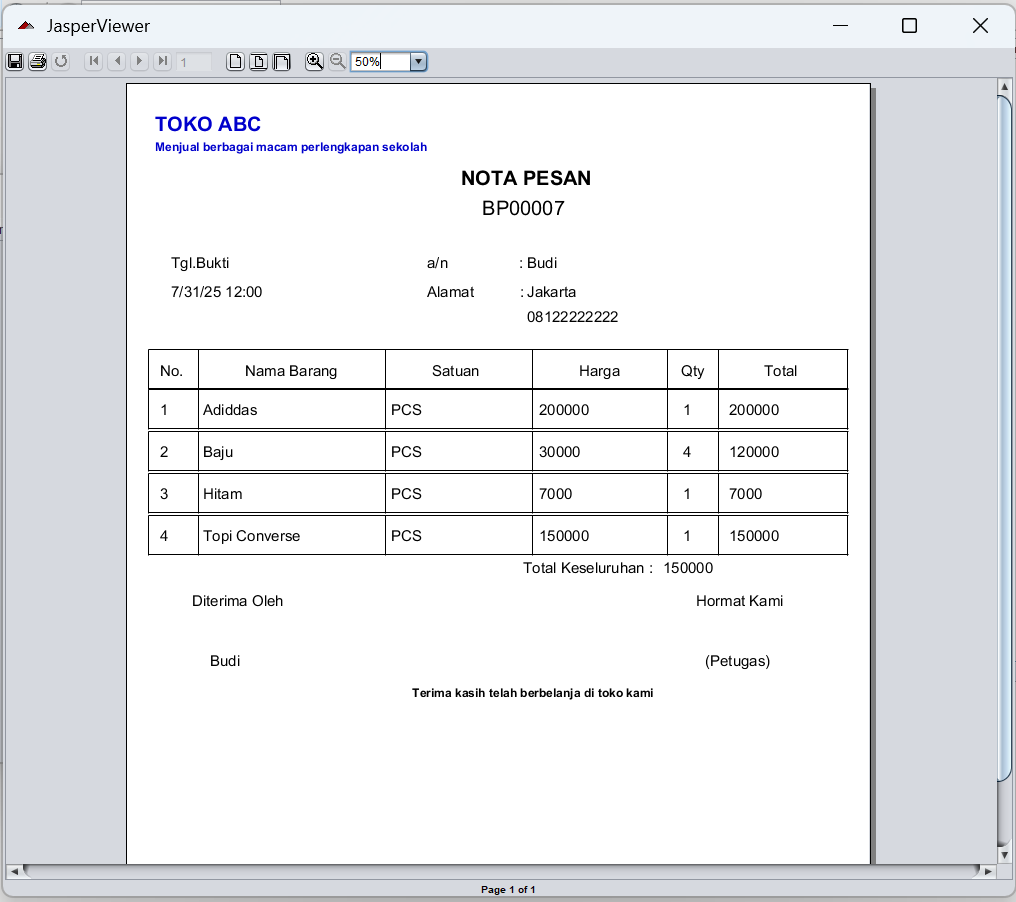 JasperViewer
1
50%
TOKO ABC
Menjual berbagai macam perlengkapan sekolah
NOTA PESAN
BP00007
Tgl.Bukti a/n : Budi
7/31/25 12:00 Alamat : Jakarta
08122222222
No. Nama Barang Satuan Harga Qty Total
1 Adiddas PCS 200000 1 200000
2 Baju PCS 30000 4 120000
3 Hitam PCS 7000 1 7000
4 Topi Converse PCS 150000 1 150000
Total Keseluruhan : 150000
Diterima Oleh Hormat Kami
Budi (Petugas)
Terima kasih telah berbelanja di toko kami
Page 1 of 1